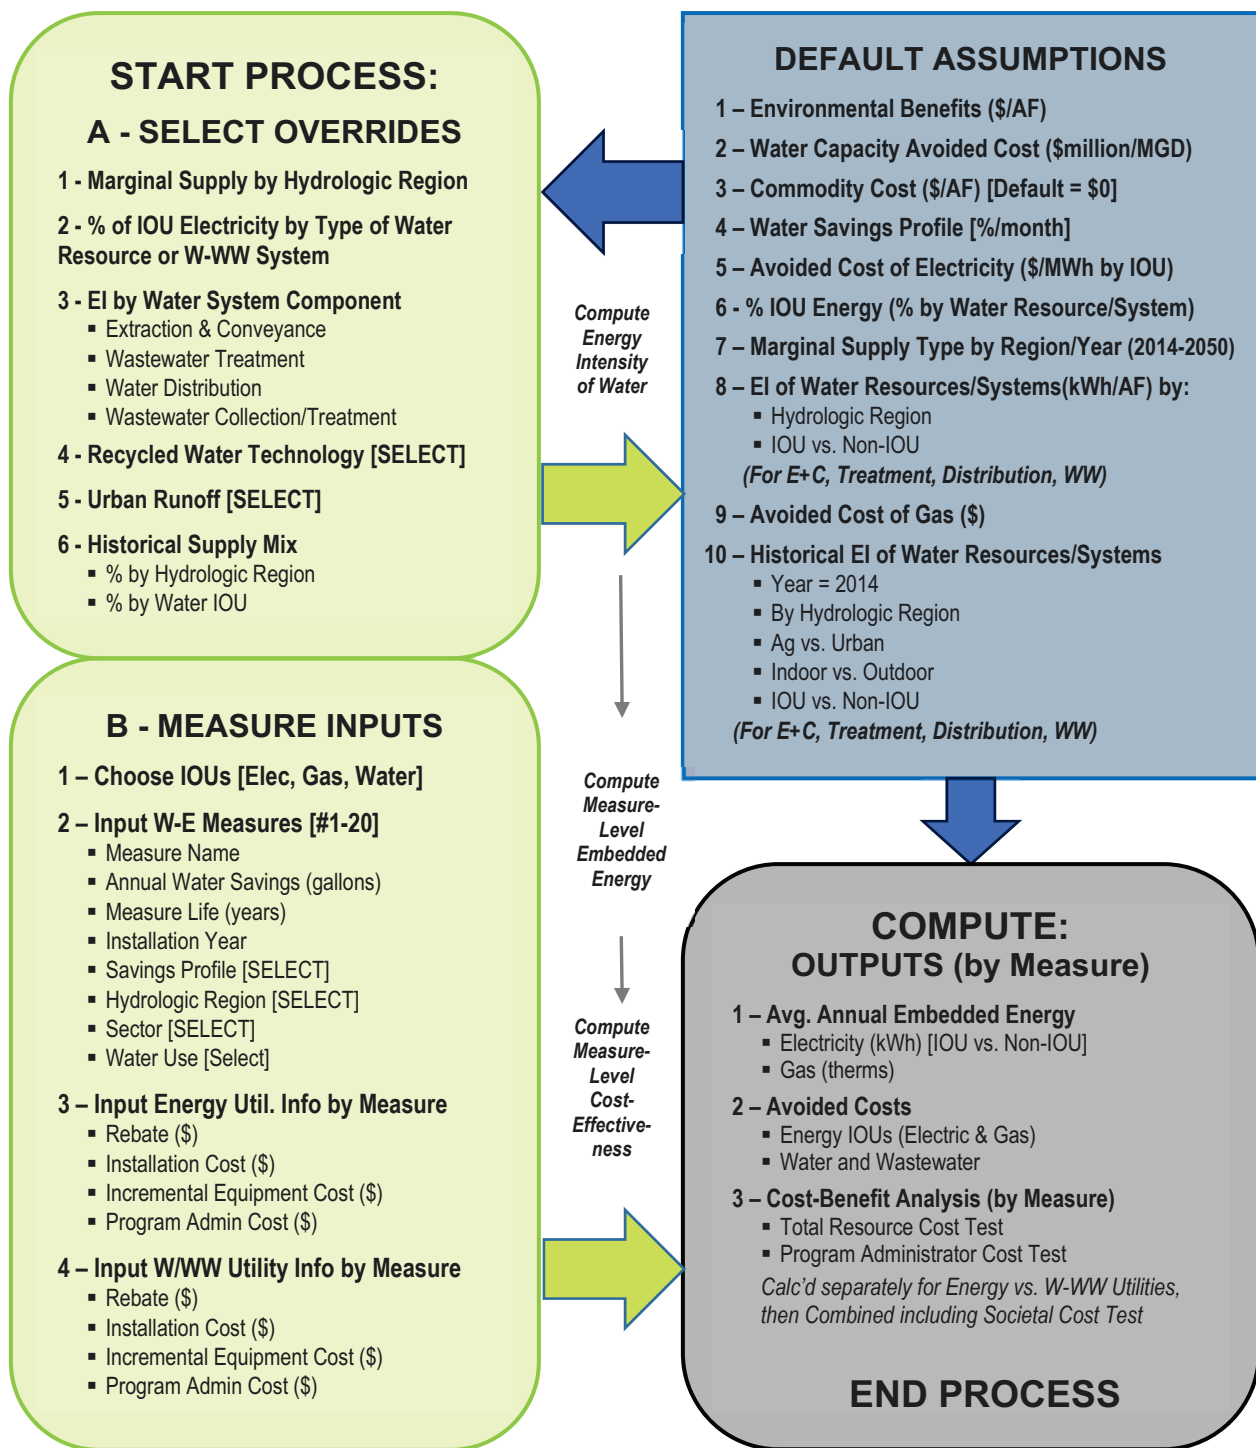 START PROCESS:
A - SELECT OVERRIDES
1 - Marginal Supply by Hydrologic Region
2 - % of IOU Electricity by Type of Water
Resource or W-WW System
3 - EI by Water System Component
▪ Extraction & Conveyance
▪ Wastewater Treatment
▪ Water Distribution
▪ Wastewater Collection/Treatment
4 - Recycled Water Technology [SELECT]
5 - Urban Runoff [SELECT]
6 - Historical Supply Mix
▪ % by Hydrologic Region
▪ % by Water IOU
B - MEASURE INPUTS
1 – Choose IOUs [Elec, Gas, Water]
2 – Input W-E Measures [#1-20]
▪ Measure Name
▪ Annual Water Savings (gallons)
▪ Measure Life (years)
▪ Installation Year
▪ Savings Profile [SELECT]
▪ Hydrologic Region [SELECT]
▪ Sector [SELECT]
▪ Water Use [Select]
3 – Input Energy Util. Info by Measure
▪ Rebate ($)
▪ Installation Cost ($)
▪ Incremental Equipment Cost ($)
▪ Program Admin Cost ($)
4 – Input W/WW Utility Info by Measure
▪ Rebate ($)
▪ Installation Cost ($)
▪ Incremental Equipment Cost ($)
▪ Program Admin Cost ($)
Compute
Energy
Intensity
of Water
Compute
Measure-
Level
Embedded
Energy
Compute
Measure-
Level
Cost-
Effective-
ness
DEFAULT ASSUMPTIONS
1 – Environmental Benefits ($/AF)
2 – Water Capacity Avoided Cost ($million/MGD)
3 – Commodity Cost ($/AF) [Default = $0]
4 – Water Savings Profile [%/month]
5 – Avoided Cost of Electricity ($/MWh by IOU)
6 - % IOU Energy (% by Water Resource/System)
7 – Marginal Supply Type by Region/Year (2014-2050)
8 – EI of Water Resources/Systems(kWh/AF) by:
▪ Hydrologic Region
▪ IOU vs. Non-IOU
(For E+C, Treatment, Distribution, WW)
9 – Avoided Cost of Gas ($)
10 – Historical EI of Water Resources/Systems
▪ Year = 2014
▪ By Hydrologic Region
▪ Ag vs. Urban
▪ Indoor vs. Outdoor
▪ IOU vs. Non-IOU
(For E+C, Treatment, Distribution, WW)
COMPUTE:
OUTPUTS (by Measure)
1 – Avg. Annual Embedded Energy
▪ Electricity (kWh) [IOU vs. Non-IOU]
▪ Gas (therms)
2 – Avoided Costs
▪ Energy IOUs (Electric & Gas)
▪ Water and Wastewater
3 – Cost-Benefit Analysis (by Measure)
▪ Total Resource Cost Test
▪ Program Administrator Cost Test
Calc'd separately for Energy vs. W-WW Utilities,
then Combined including Societal Cost Test
END PROCESS